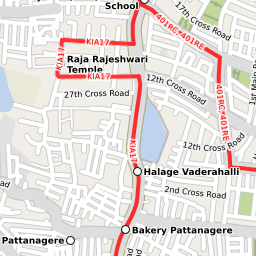 School
17th Cross Road
401RC•401RE
KIA17
Raja Rajeshwari
Temple
KIA17
KIA17
12th Cross Road
401RC•401RE
1st Main
27th Cross Road
KIA17
12th Cross Road
Halage Vaderahalli
2nd Cross Road
Bakery Pattanagere
Pattanagere